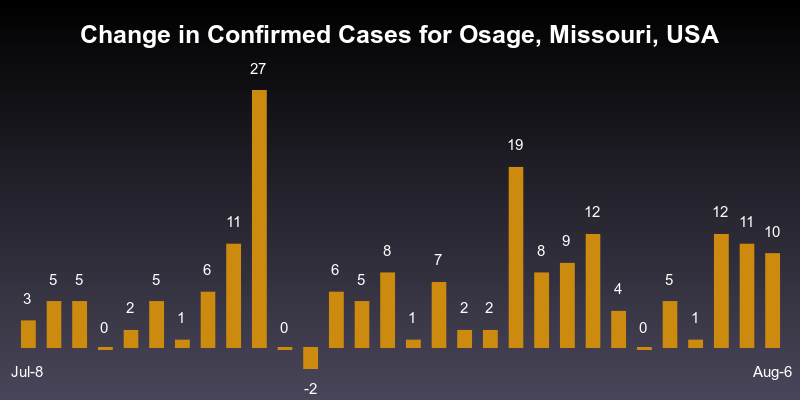 Change in Confirmed Cases for Osage, Missouri, USA
3 5 5 0 2 5 1 6 11 27 0 -2 6 5 8 1 7 2 2 19 8 9 12 4 0 5 1 12 11 10
Jul-8 Aug-6